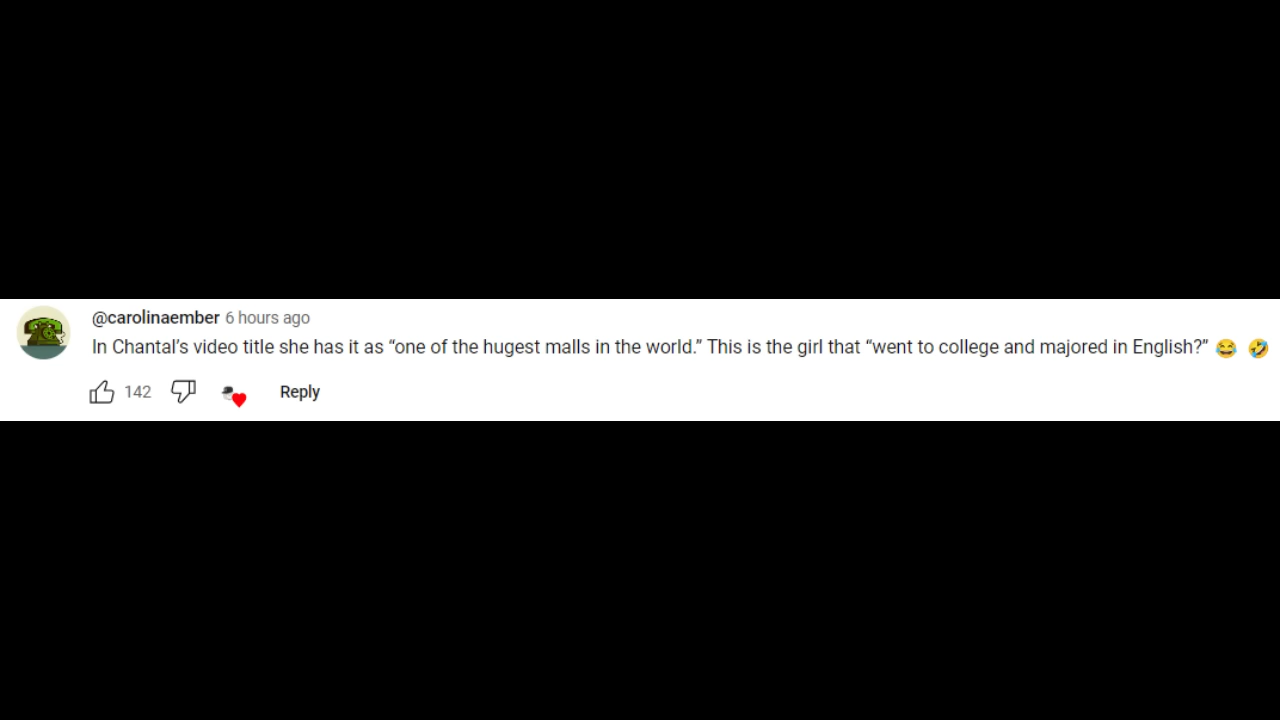 @carolinaember 6 hours ago
In Chantal’s video title she has it as “one of the hugest malls in the world.” This is the girl that “went to college and majored in English?” 😂 🤣
142 Reply